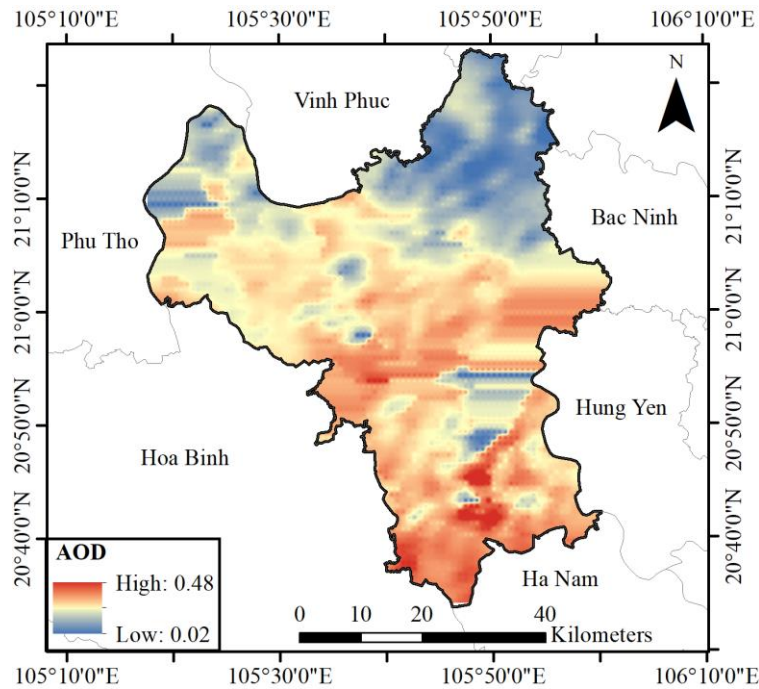 105°10'0"E 105°30'0"E 105°50'0"E 106°10'0"E
N
Vinh Phuc
21°10'0"N 21°10'0"N
Bac Ninh
Phu Tho
21°0'0"N 21°0'0"N
Hung Yen
20°50'0"N 20°50'0"N
Hoa Binh
20°40'0"N 20°40'0"N
AOD
High: 0.48
Low: 0.02
Ha Nam
0 10 20 40
Kilometers
105°10'0"E 105°30'0"E 105°50'0"E 106°10'0"E